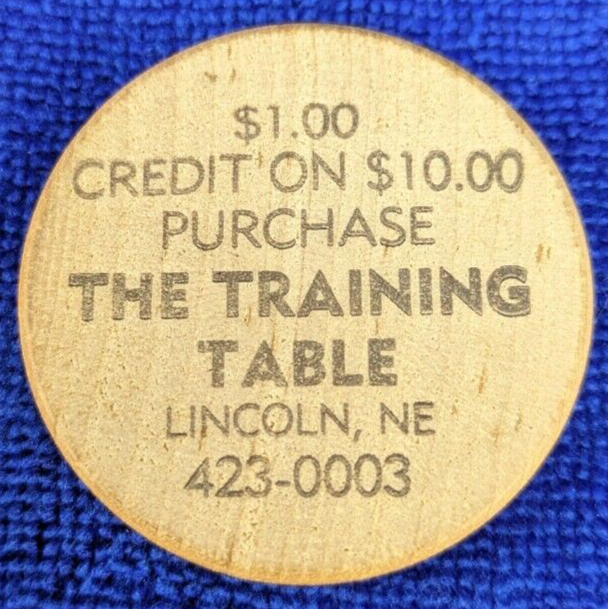 $1.00
CREDIT ON $10.00
PURCHASE
THE TRAINING
TABLE
LINCOLN, NE
423-0003